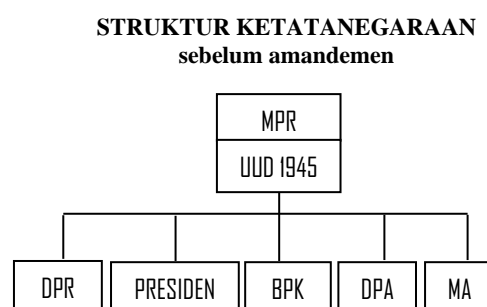 STRUKTUR KETATANEGARAAN
sebelum amandemen
MPR
UUD 1945
DPR PRESIDEN BPK DPA MA